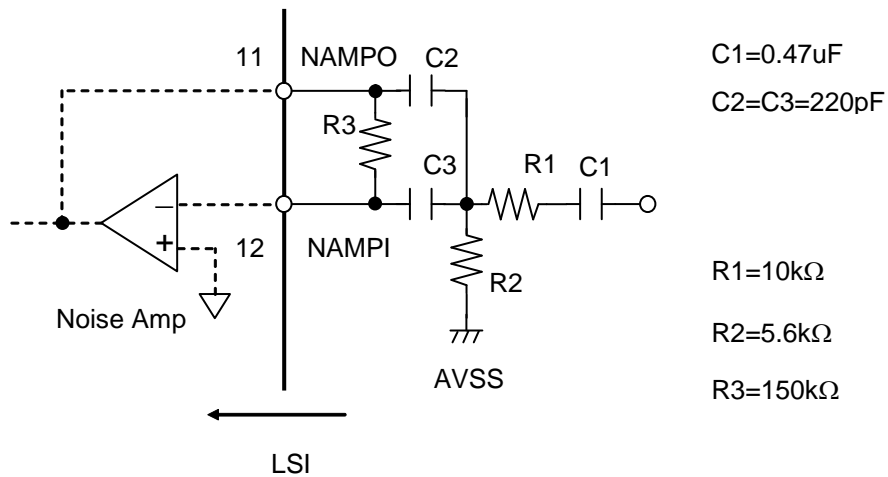 11
NAMPO
C2
C1=0.47uF
C2=C3=220pF
R3
C3
R1
C1
−
+
12
NAMPI
R2
R1=10kΩ
Noise Amp
R2=5.6kΩ
AVSS
R3=150kΩ
LSI